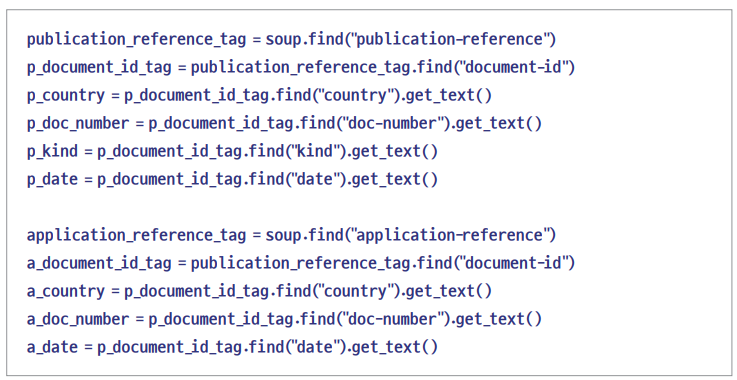 publication_reference_tag = soup.find("publication-reference")
p_document_id_tag = publication_reference_tag.find("document-id")
p_country = p_document_id_tag.find("country").get_text()
p_doc_number = p_document_id_tag.find("doc-number").get_text()
p_kind = p_document_id_tag.find("kind").get_text()
p_date = p_document_id_tag.find("date").get_text()

application_reference_tag = soup.find("application-reference")
a_document_id_tag = publication_reference_tag.find("document-id")
a_country = p_document_id_tag.find("country").get_text()
a_doc_number = p_document_id_tag.find("doc-number").get_text()
a_date = p_document_id_tag.find("date").get_text()